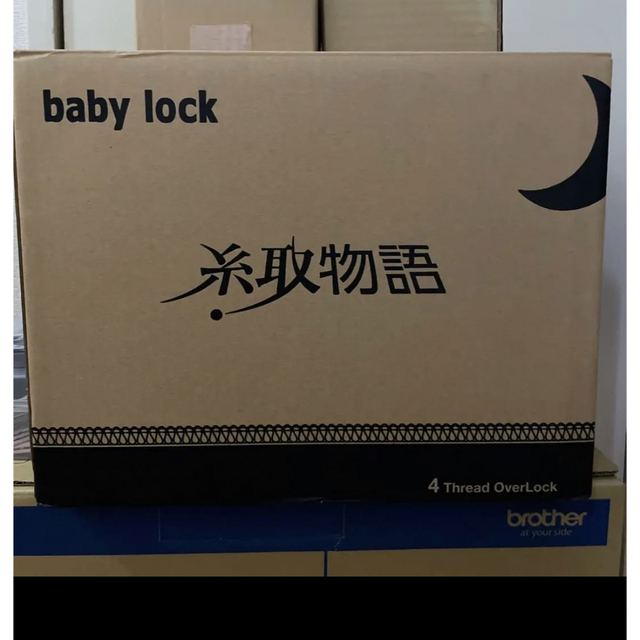 baby lock
糸取物語
4 Thread OverLock
brother
at your side